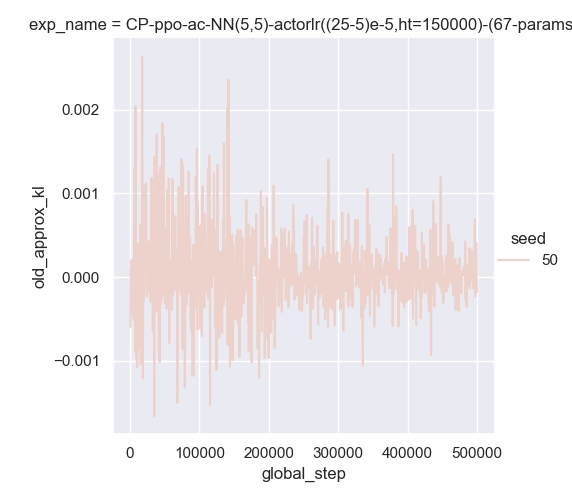 exp_name = CP-ppo-ac-NN(5,5)-actorlr((25-5)e-5,ht=150000)-(67-params
old_approx_kl
0.002
0.001
0.000
−0.001
0
100000
200000
300000
400000
500000
global_step
seed
50